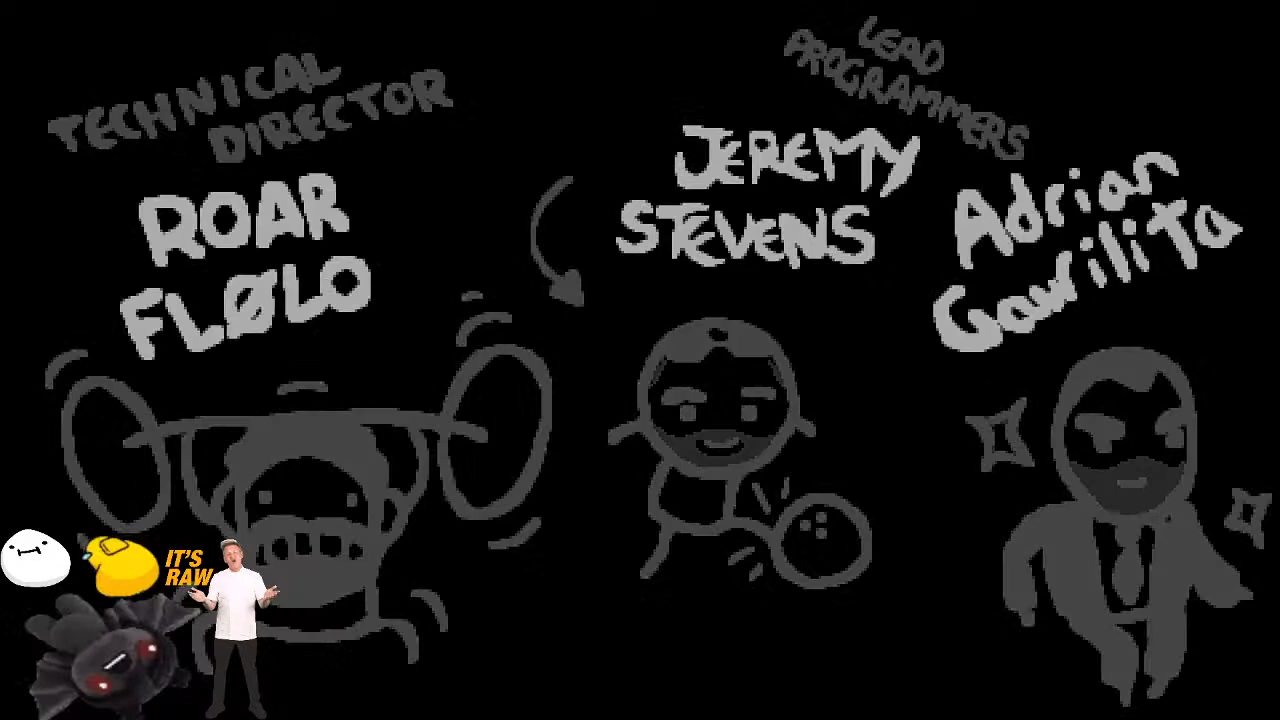 TECHNICAL
DIRECTOR
ROAR
FLØLO
LEAD
PROGRAMMERS
JEREMY
STEVENS
Adrian
Gavrilita
IT'S
RAW